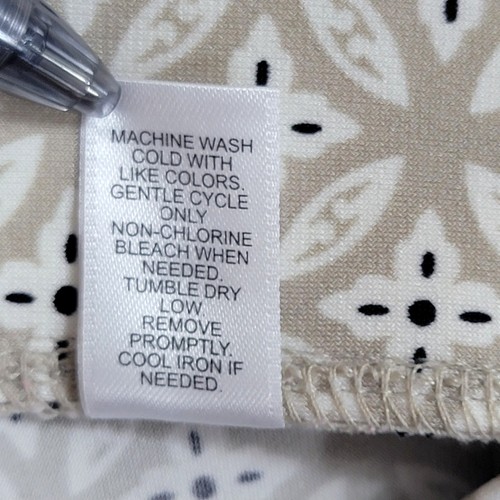 MACHINE WASH
COLD WITH
LIKE COLORS.
GENTLE CYCLE
ONLY
NON-CHLORINE
BLEACH WHEN
NEEDED.
TUMBLE DRY
LOW
REMOVE
PROMPTLY.
COOL IRON IF
NEEDED.